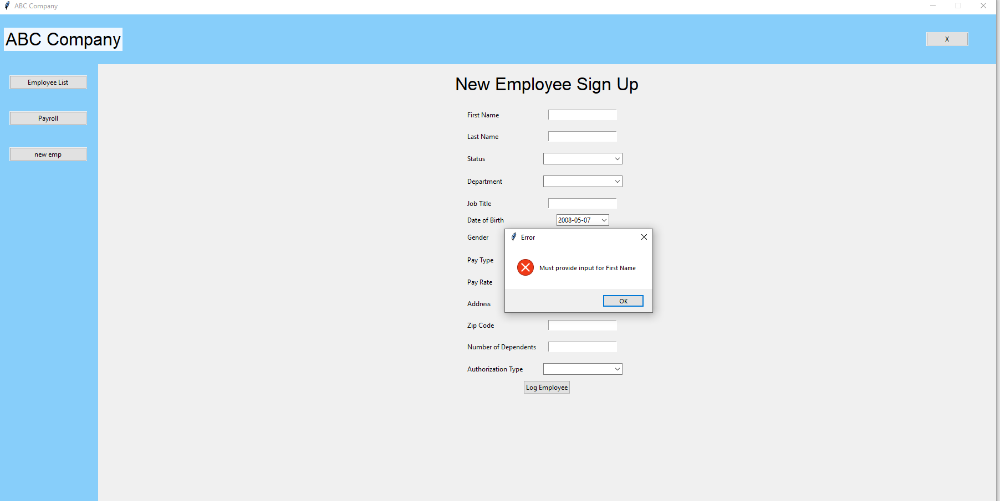 ABC Company
ABC Company
X
Employee List
Payroll
new emp
New Employee Sign Up
First Name
Last Name
Status
Department
Job Title
Date of Birth 2008-05-07
Gender
Pay Type
Pay Rate
Address
Error
Must provide input for First Name
OK
Zip Code
Number of Dependents
Authorization Type
Log Employee